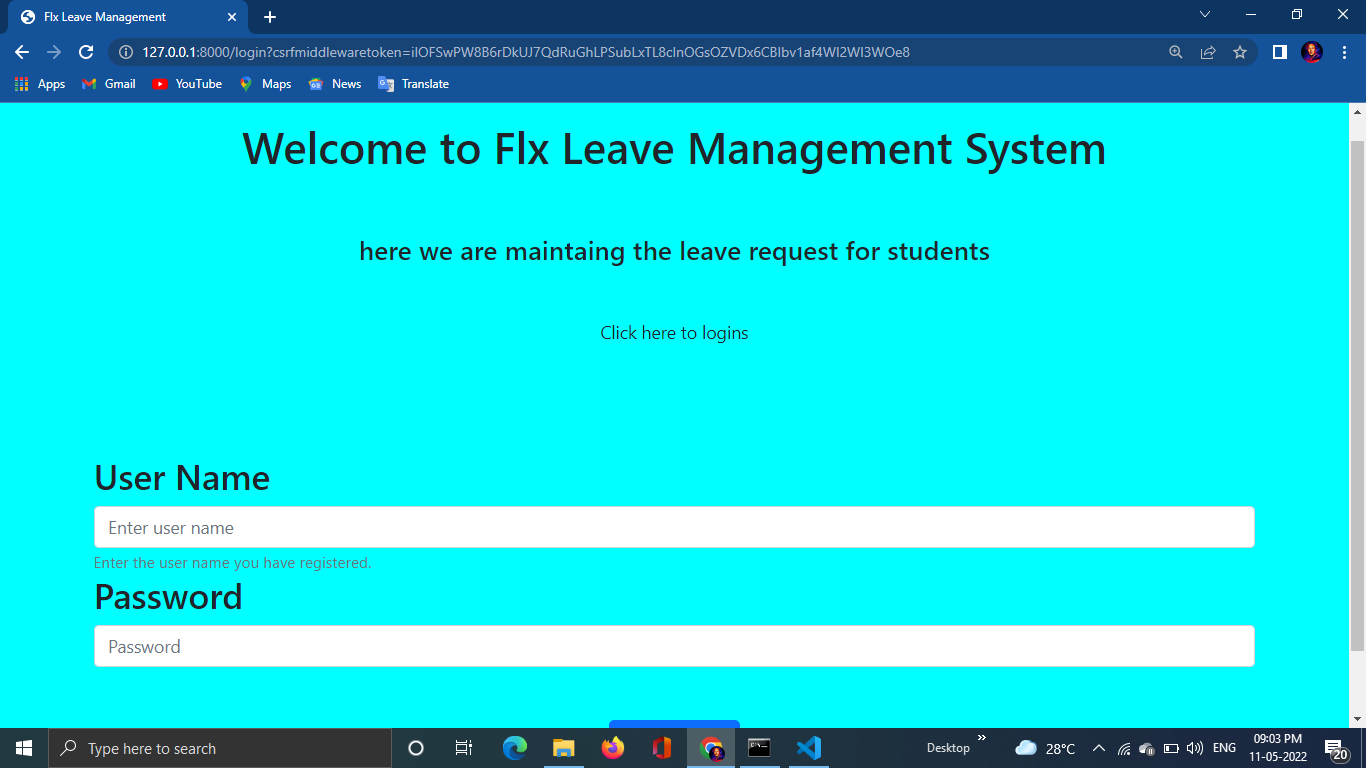 Flx Leave Management
127.0.0.1:8000/login?csrfmiddlewaretoken=ilOFSwPW8B6rDkUJ7QdRuGhLPSubLxTL8clnOGsOZVDx6CBlbv1af4Wl2Wl3WOe8
Apps Gmail YouTube Maps News Translate
Welcome to Flx Leave Management System
here we are maintaing the leave request for students
Click here to logins
User Name
Enter user name
Enter the user name you have registered.
Password
Password
Type here to search
Desktop
28°C
ENG
09:03 PM
11-05-2022
20